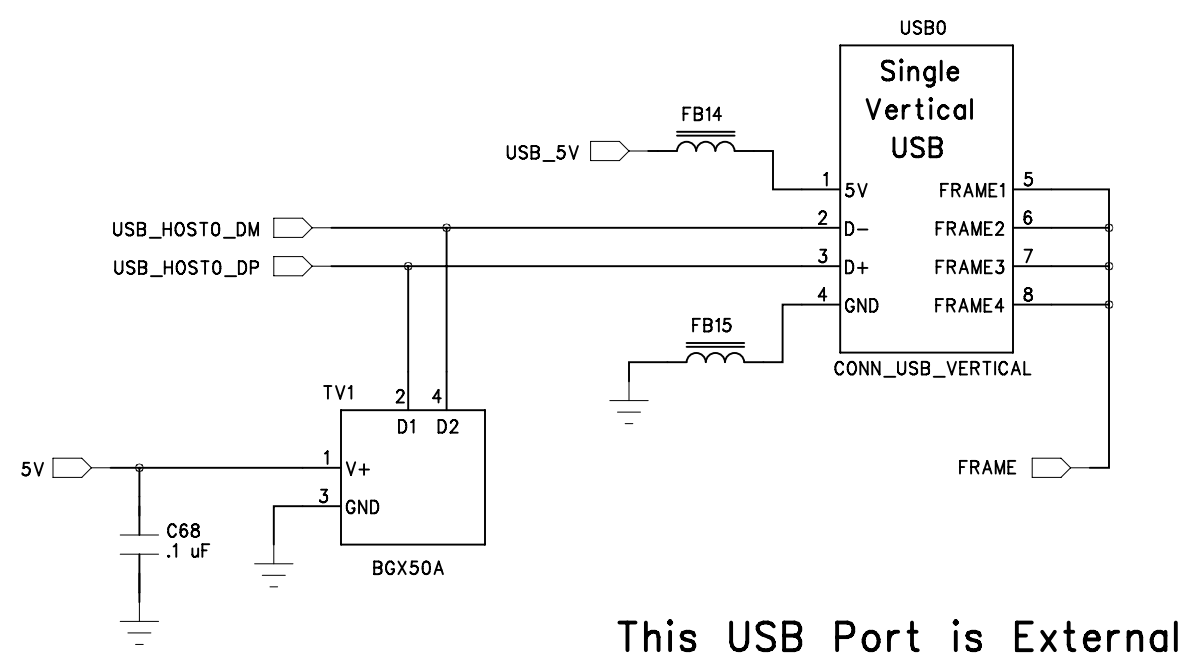 USB0
Single
Vertical
USB
FB14
USB_5V
1 5V FRAME1 5
USB_HOST0_DM 2 D- FRAME2 6
USB_HOST0_DP 3 D+ FRAME3 7
4 GND FRAME4 8
FB15
CONN_USB_VERTICAL
TV1 2 4
D1 D2
5V 1 V+ FRAME
3 GND
C68
.1 uF
BGX50A
This USB Port is External